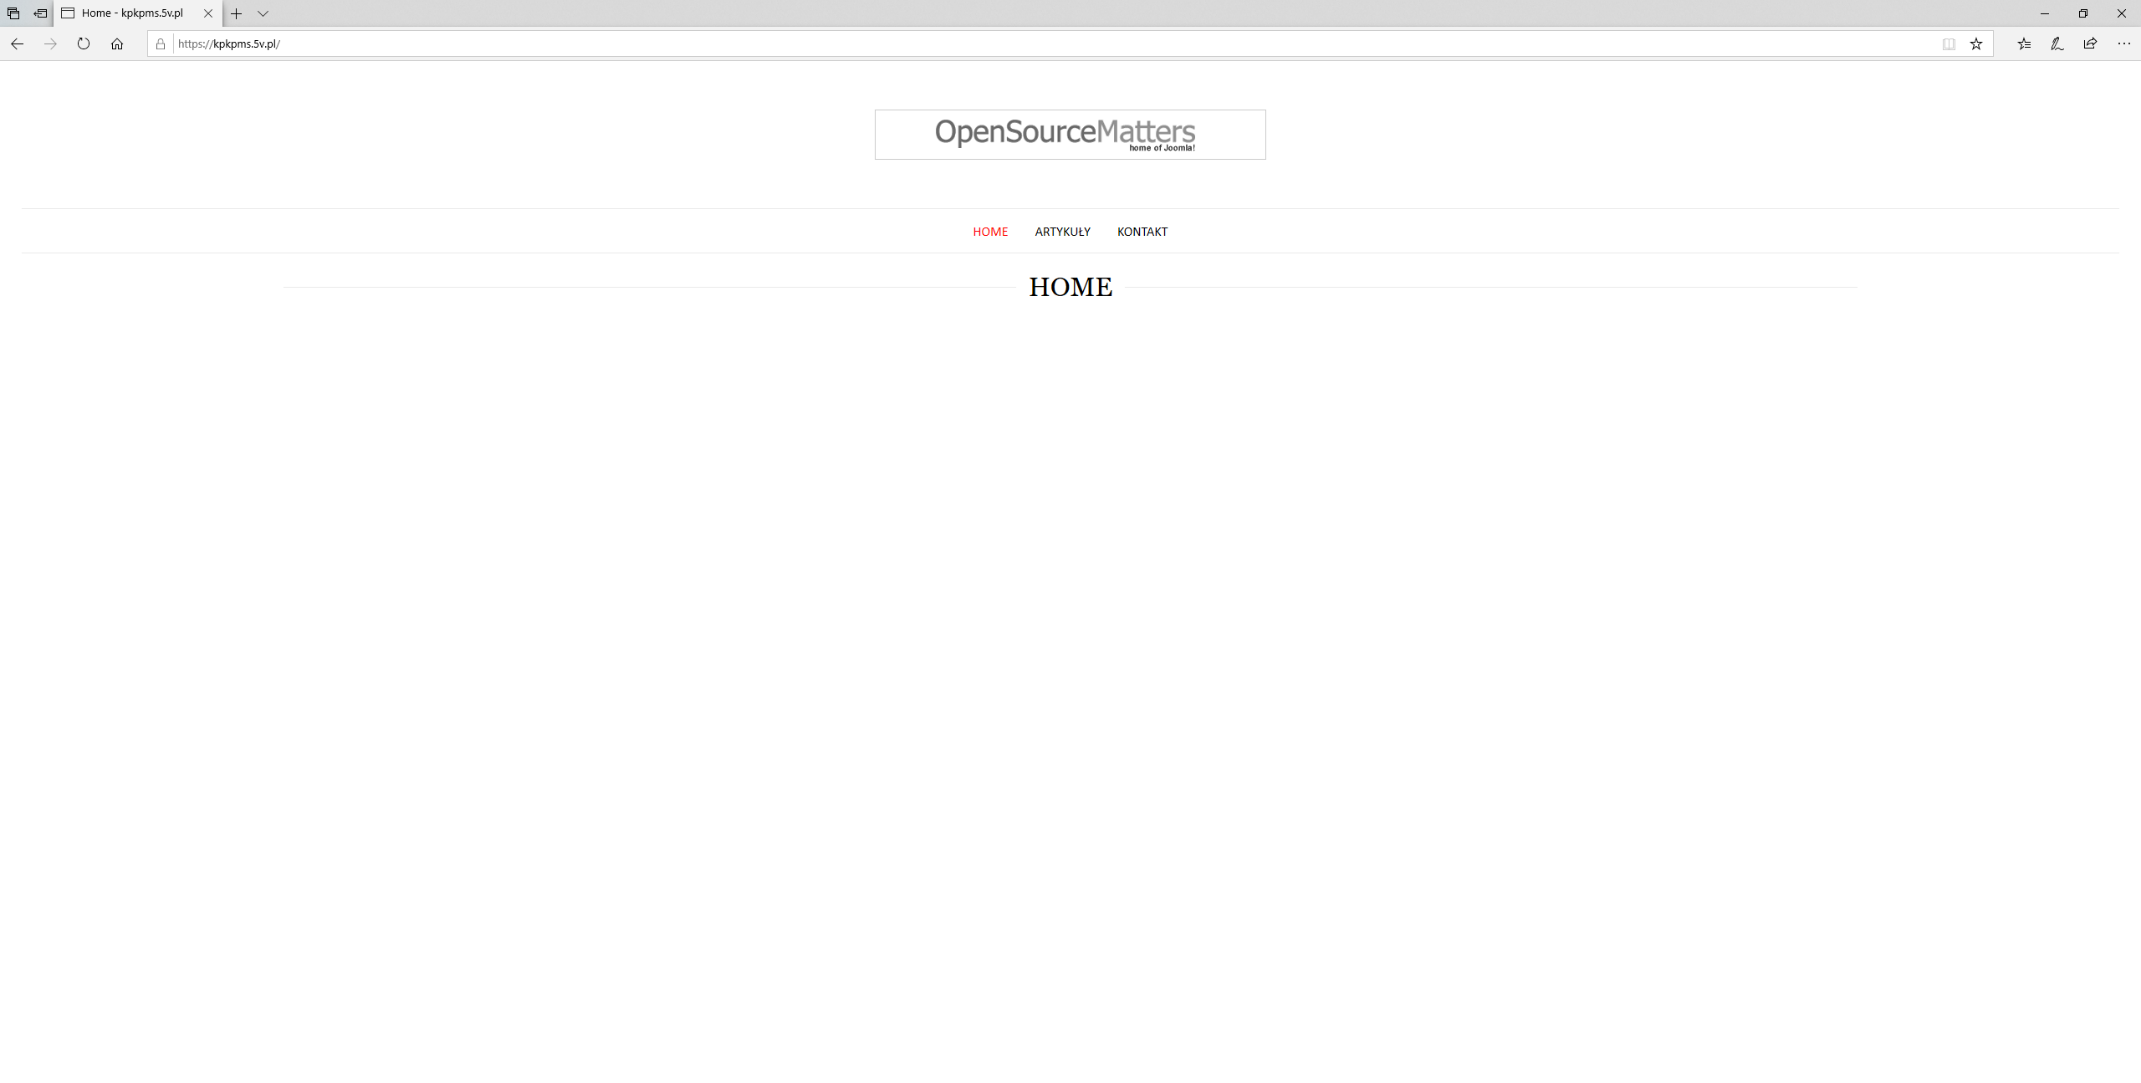 Home - kpkpms.5v.pl
https://kpkpms.5v.pl/
OpenSourceMatters
home of Joomla!
HOME ARTYKUŁY KONTAKT
HOME